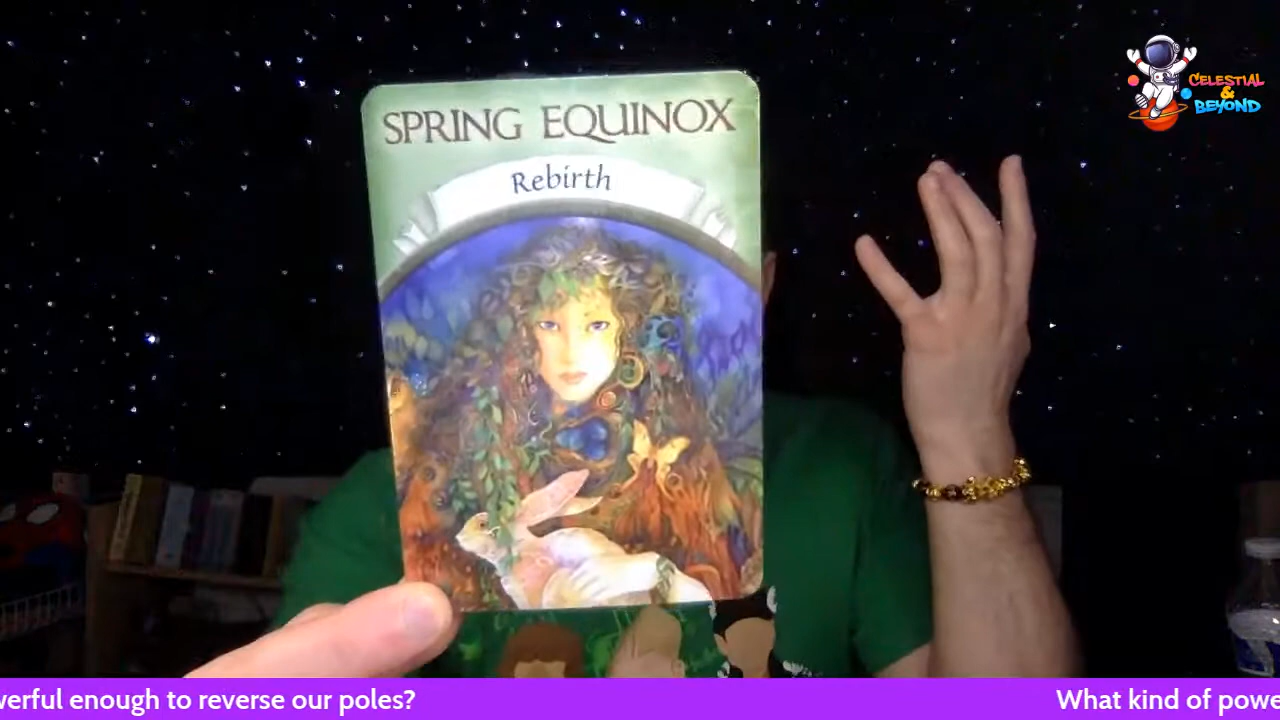 SPRING EQUINOX
Rebirth
CELESTIAL
&
BEYOND
werful enough to reverse our poles?
What kind of powe